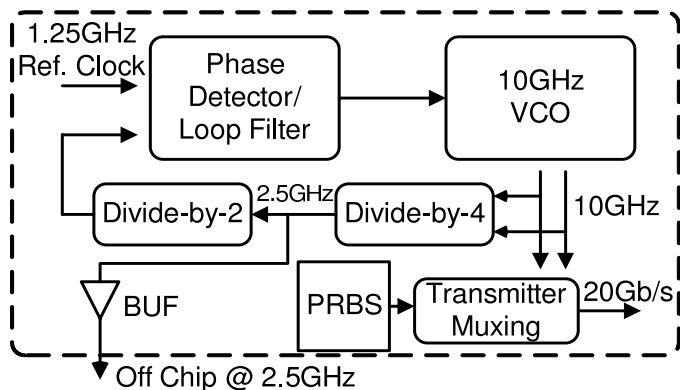 1.25GHz
Ref. Clock
Phase
Detector/
Loop Filter
10GHz
VCO
Divide-by-2
2.5GHz
Divide-by-4
10GHz
BUF
PRBS
Transmitter
Muxing
20Gb/s
Off Chip @ 2.5GHz